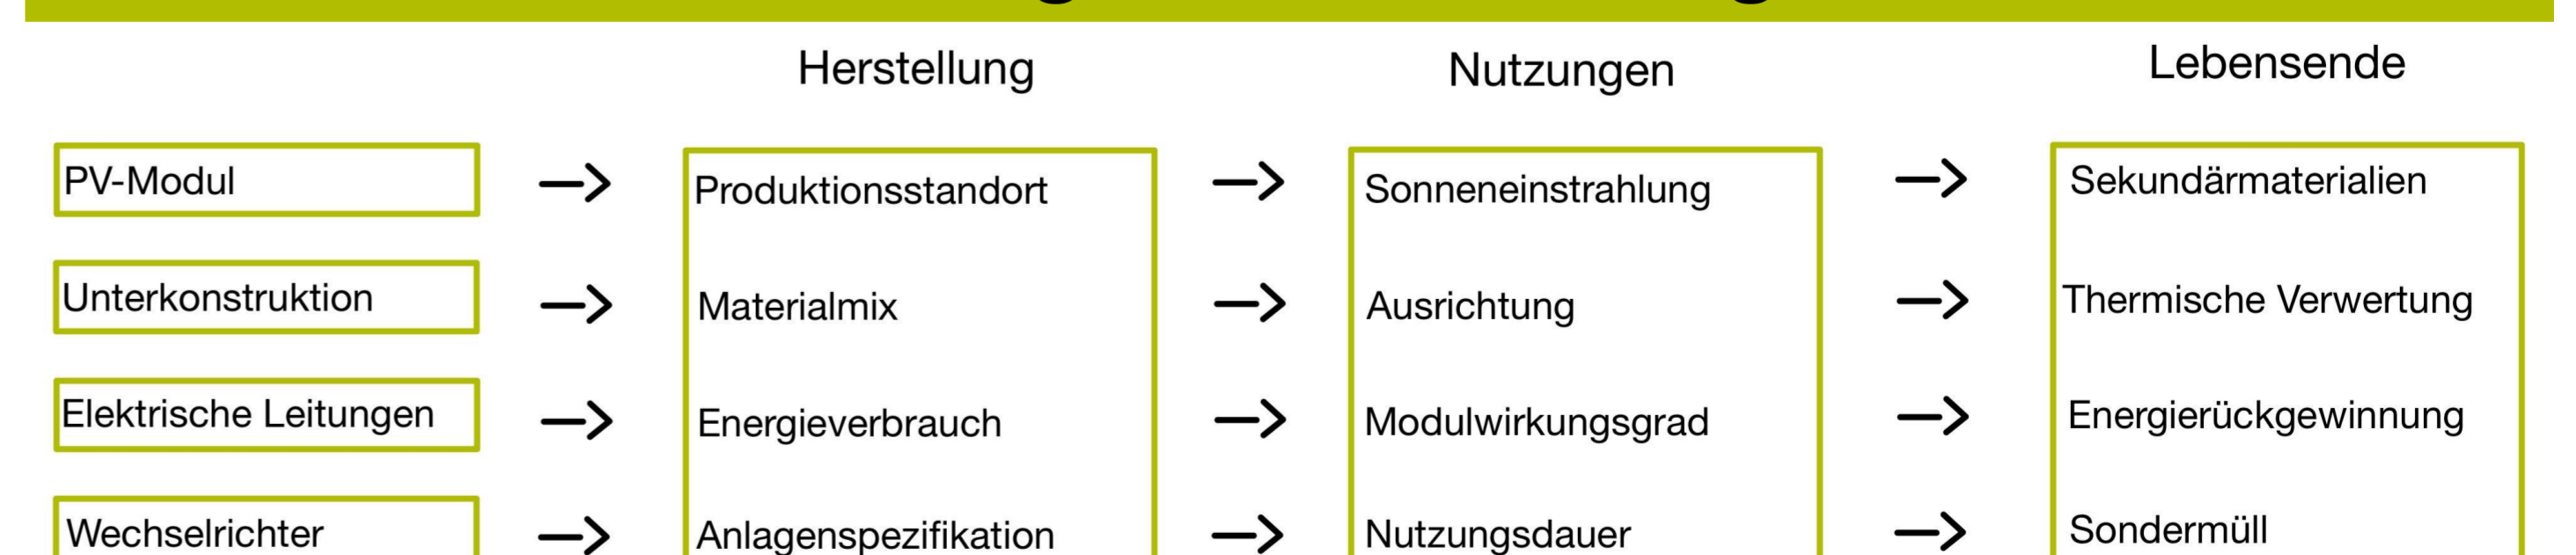 Herstellung Nutzungen Lebensende
PV-Modul Produktionsstandort Sonneneinstrahlung Sekundärmaterialien
Unterkonstruktion Materialmix Ausrichtung Thermische Verwertung
Elektrische Leitungen Energieverbrauch Modulwirkungsgrad Energierückgewinnung
Wechselrichter Anlagenspezifikation Nutzungsdauer Sondermüll